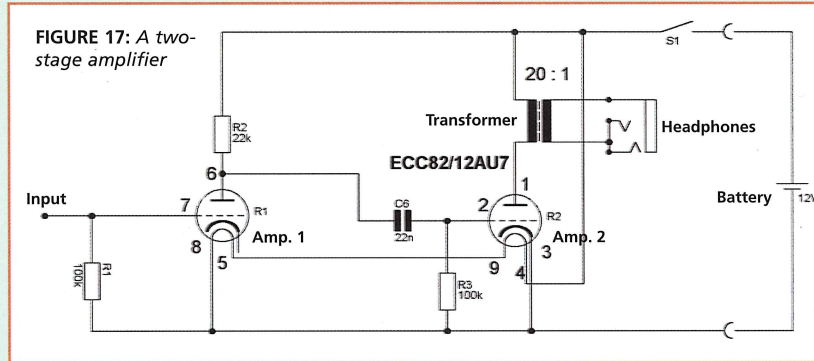 FIGURE 17: A two-
stage amplifier
S1
20 : 1
R2
22k
Transformer
Headphones
ECC82/12AU7
6
1
Input
7
R1
C6
22n
2
R2
Battery
12V
Amp. 1
Amp. 2
8
5
3
9
4
R1
100k
R3
100k